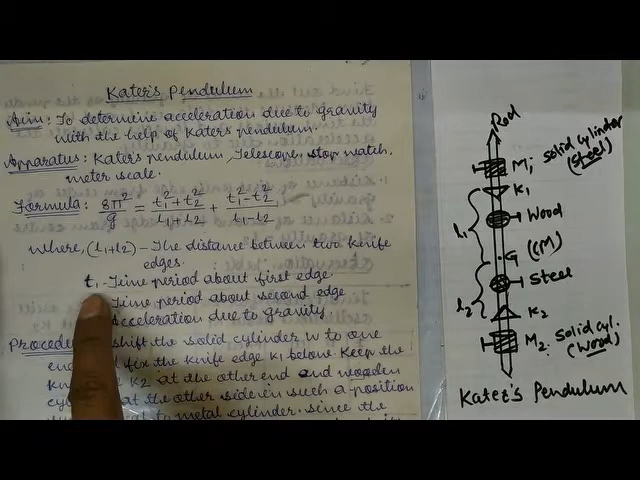 Kater's Pendulum
Aim: To determine acceleration due to gravity
with the help of Kater's pendulum.
Apparatus: Kater's pendulum, Telescope, stop watch,
meter scale.
Formula: 8π²/g = (t₁²+t₂²)/(l₁+l₂) + (t₁²-t₂²)/(l₁-l₂)
Where, (l₁+l₂) - The distance between two knife
edges.
t₁ - Time period about first edge.
Time period about second edge
acceleration due to gravity
shift the solid cylinder W to one
fix the knife edge K₁ below. Keep the
K₂ at the other end and wooden
at the other side in such a position
to metal cylinder, since the
Rod
M₁ solid cylinder
(Steel)
K₁
l₁
Wood
G (CM)
Steel
l₂
K₂
M₂ Solid cyl.
(Wood)
Kater's Pendulum